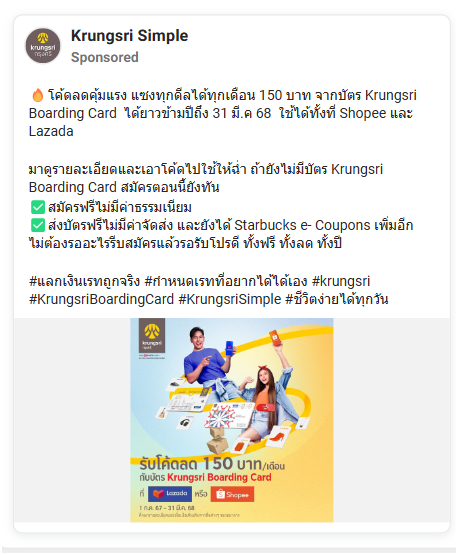 Krungsri Simple
Sponsored
🔥โค้ดลดคุ้มแรง แซงทุกดีลได้ทุกเดือน 150 บาท จากบัตร Krungsri
Boarding Card ได้ยาวข้ามปีถึง 31 มี.ค 68 ใช้ได้ทั้งที่ Shopee และ
Lazada
มาดูรายละเอียดและเอาโค้ดไปใช้ให้ฉ่ำ ถ้ายังไม่มีบัตร Krungsri
Boarding Card สมัครตอนนี้ยังทัน
✅สมัครฟรีไม่มีค่าธรรมเนียม
✅ส่งบัตรฟรีไม่มีค่าจัดส่ง และยังได้ Starbucks e- Coupons เพิ่มอีก
ไม่ต้องรออะไรรีบสมัครแล้วรอรับโปรดี๊ ทั้งฟรี ทั้งลด ทั้งปี
#แลกเงินเรทถูกจริง #กำหนดเรทที่อยากได้ได้เอง #krungsri
#KrungsriBoardingCard #KrungsriSimple #ชีวิตง่ายได้ทุกวัน
krungsri
กรุงศรี
รับโค้ดลด 150 บาท/เดือน
กับบัตร Krungsri Boarding Card
ที่ Lazada หรือ Shopee
1 ก.ค. 67 - 31 มี.ค. 68